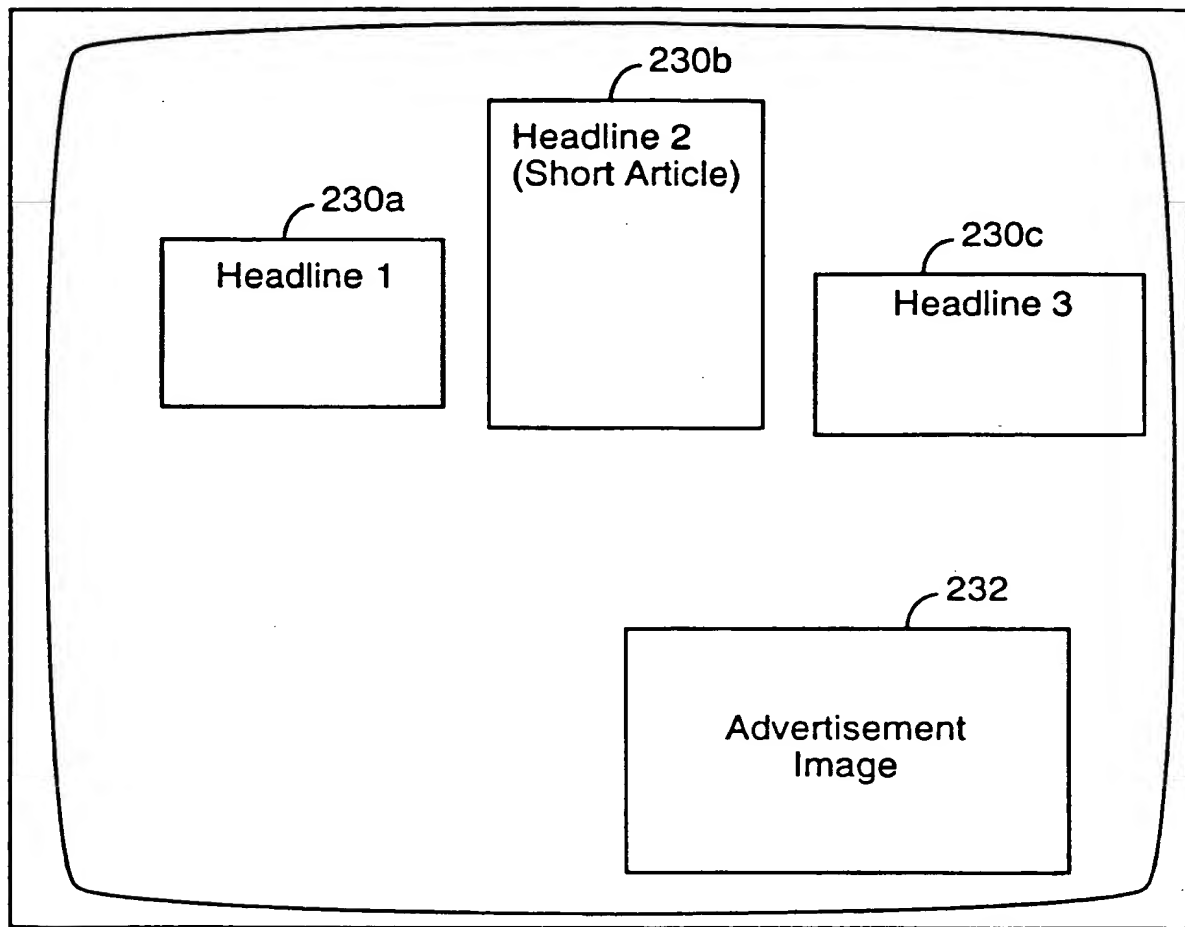 230b
Headline 2
(Short Article)
230a
Headline 1
230c
Headline 3
232
Advertisement
Image